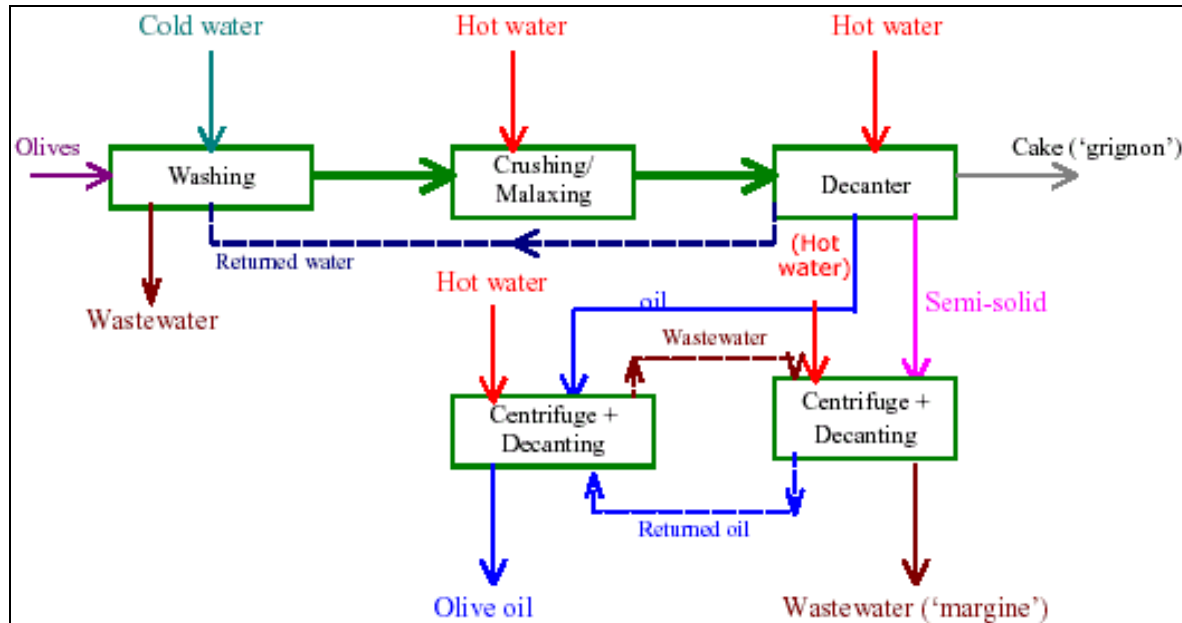 Cold water
Hot water
Hot water
Olives
Washing
Crushing/
Malaxing
Decanter
Cake (‘grignon’)
Returned water
(Hot
water)
Hot water
oil
Semi-solid
Wastewater
Wastewater
Centrifuge +
Decanting
Centrifuge +
Decanting
Returned oil
Olive oil
Wastewater (‘margine’)